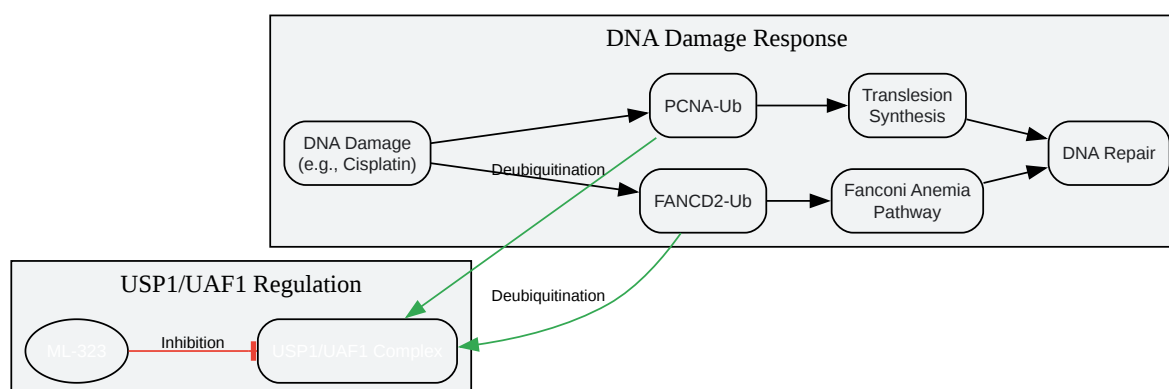 DNA Damage Response
PCNA-Ub
Translesion
Synthesis
DNA Damage
(e.g., Cisplatin)
DNA Repair
Deubiquitination
FANCD2-Ub
Fanconi Anemia
Pathway
USP1/UAF1 Regulation
Deubiquitination
ML-323
Inhibition
USP1/UAF1 Complex